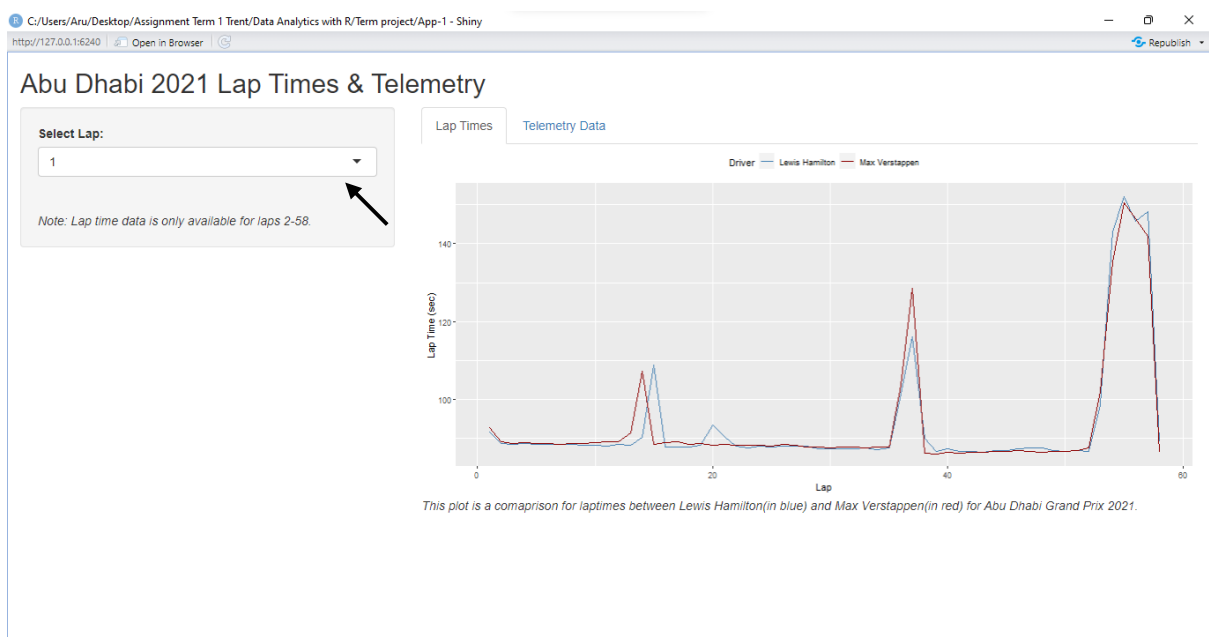 C:/Users/Aru/Desktop/Assignment Term 1 Trent/Data Analytics with R/Term project/App-1 - Shiny
http://127.0.0.1:6240 Open in Browser Republish
Abu Dhabi 2021 Lap Times & Telemetry
Select Lap:
1
Note: Lap time data is only available for laps 2-58.
Lap Times Telemetry Data
Driver Lewis Hamilton Max Verstappen
Lap Time (sec)
140
120
100
0 20 40 60
Lap
This plot is a comaprison for laptimes between Lewis Hamilton(in blue) and Max Verstappen(in red) for Abu Dhabi Grand Prix 2021.